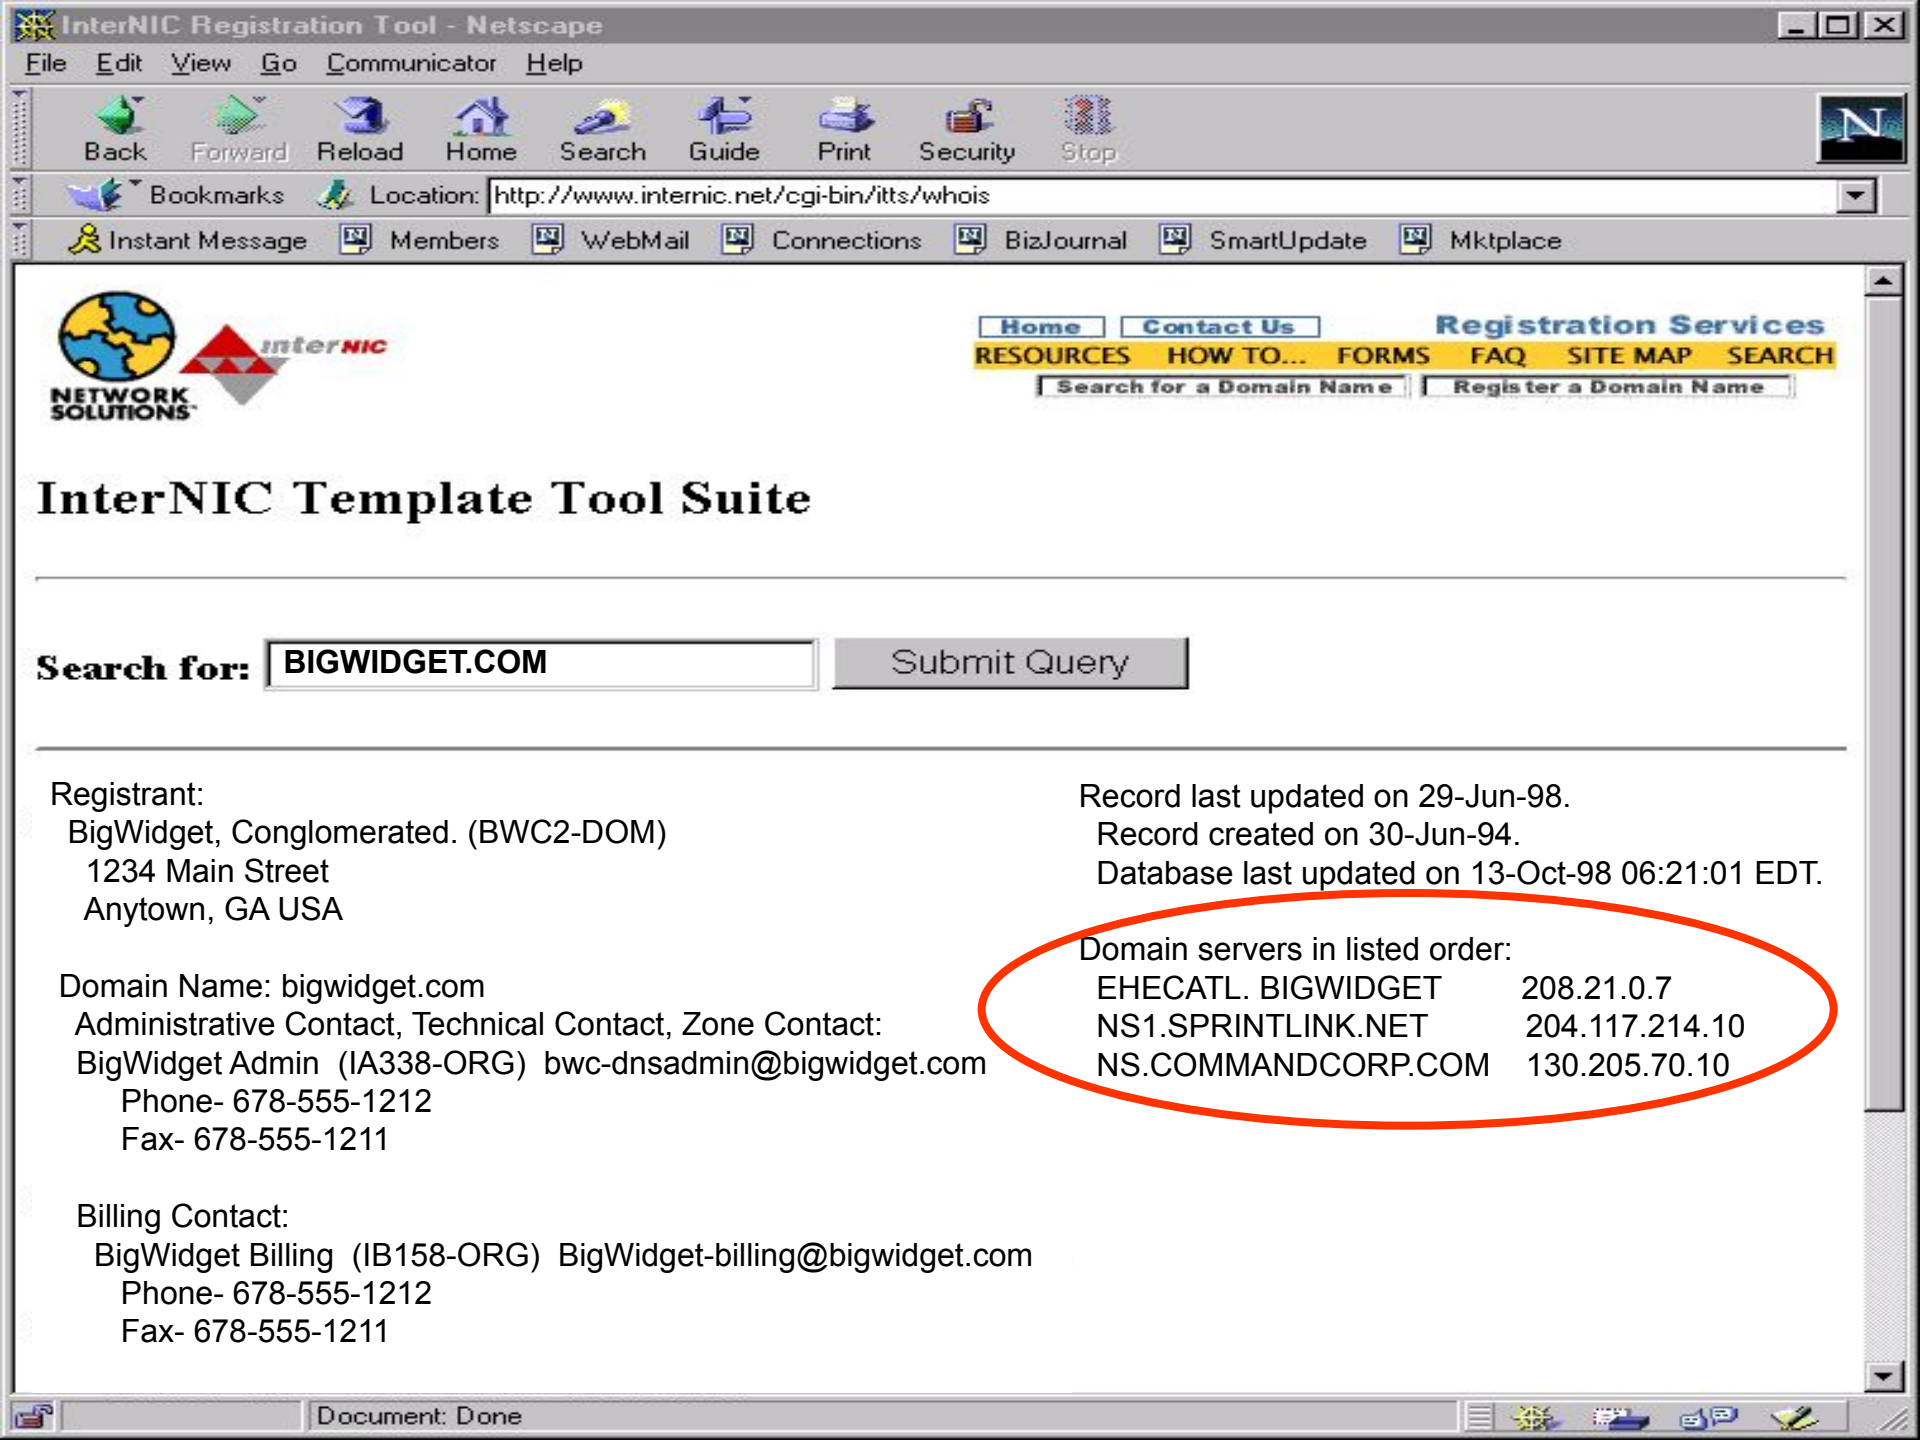 InterNIC Registration Tool - Netscape
File Edit View Go Communicator Help
Back Forward Reload Home Search Guide Print Security Stop
N
Bookmarks Location: http://www.internic.net/cgi-bin/itts/whois
Instant Message Members WebMail Connections BizJournal SmartUpdate Mktplace
NETWORK SOLUTIONS
InterNIC
Home Contact Us Registration Services
RESOURCES HOW TO... FORMS FAQ SITE MAP SEARCH
Search for a Domain Name Register a Domain Name
InterNIC Template Tool Suite
Search for: BIGWIDGET.COM Submit Query
Registrant:
BigWidget, Conglomerated. (BWC2-DOM)
1234 Main Street
Anytown, GA USA
Domain Name: bigwidget.com
Administrative Contact, Technical Contact, Zone Contact:
BigWidget Admin (IA338-ORG) bwc-dnsadmin@bigwidget.com
Phone- 678-555-1212
Fax- 678-555-1211
Billing Contact:
BigWidget Billing (IB158-ORG) BigWidget-billing@bigwidget.com
Phone- 678-555-1212
Fax- 678-555-1211
Record last updated on 29-Jun-98.
Record created on 30-Jun-94.
Database last updated on 13-Oct-98 06:21:01 EDT.
Domain servers in listed order:
EHECATL. BIGWIDGET 208.21.0.7
NS1.SPRINTLINK.NET 204.117.214.10
NS.COMMANDCORP.COM 130.205.70.10
Document: Done